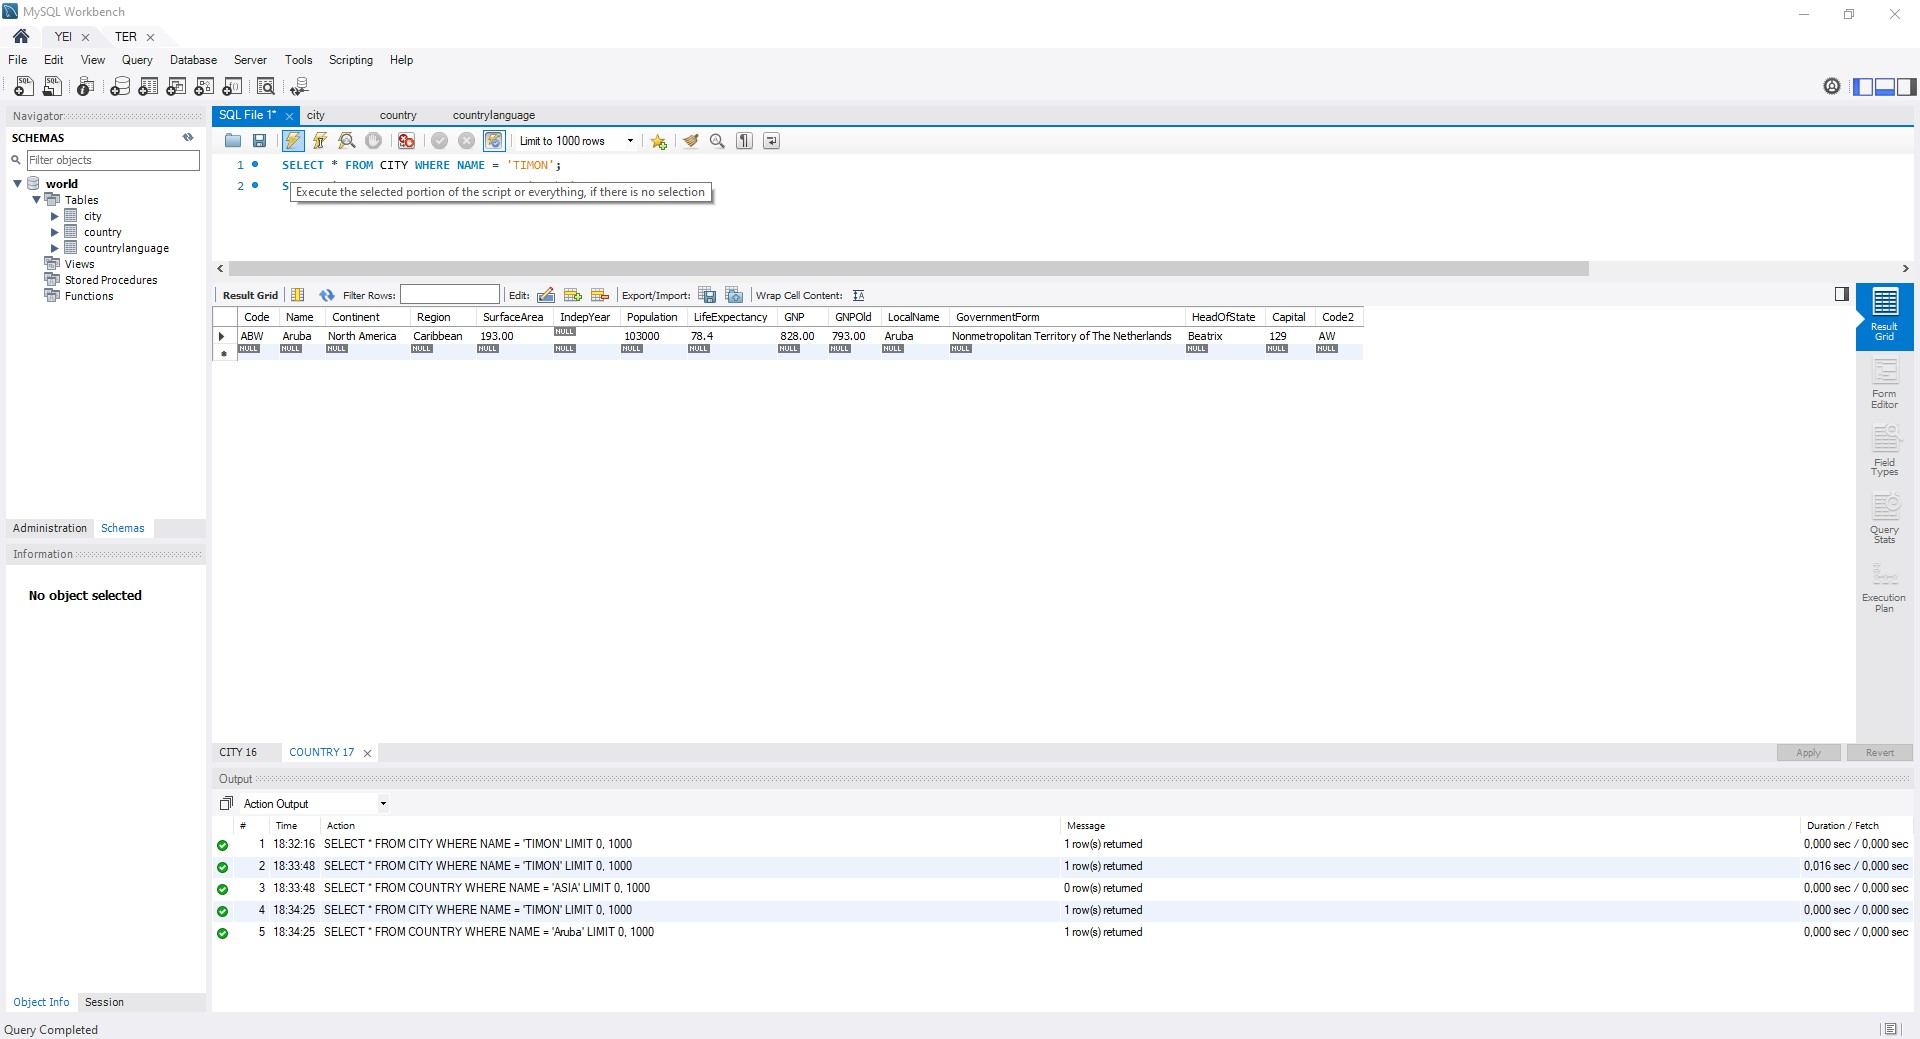 MySQL Workbench
YEI
TER
File Edit View Query Database Server Tools Scripting Help
Navigator
SCHEMAS
Filter objects
world
Tables
city
country
countrylanguage
Views
Stored Procedures
Functions
Administration Schemas
Information
No object selected
Object Info Session
SQL File 1* city country countrylanguage
Limit to 1000 rows
1 SELECT * FROM CITY WHERE NAME = 'TIMON';
2 S
Execute the selected portion of the script or everything, if there is no selection
Result Grid Filter Rows: Edit: Export/Import: Wrap Cell Content:
Code Name Continent Region SurfaceArea IndepYear Population LifeExpectancy GNP GNPOld LocalName GovernmentForm HeadOfState Capital Code2
ABW Aruba North America Caribbean 193.00 NULL 103000 78.4 828.00 793.00 Aruba Nonmetropolitan Territory of The Netherlands Beatrix 129 AW
NULL NULL NULL NULL NULL NULL NULL NULL NULL NULL NULL NULL NULL NULL NULL
Result Grid
Form Editor
Field Types
Query Stats
Execution Plan
CITY 16 COUNTRY 17
Apply Revert
Output
Action Output
# Time Action Message Duration / Fetch
1 18:32:16 SELECT * FROM CITY WHERE NAME = 'TIMON' LIMIT 0, 1000 1 row(s) returned 0,000 sec / 0,000 sec
2 18:33:48 SELECT * FROM CITY WHERE NAME = 'TIMON' LIMIT 0, 1000 1 row(s) returned 0,016 sec / 0,000 sec
3 18:33:48 SELECT * FROM COUNTRY WHERE NAME = 'ASIA' LIMIT 0, 1000 0 row(s) returned 0,000 sec / 0,000 sec
4 18:34:25 SELECT * FROM CITY WHERE NAME = 'TIMON' LIMIT 0, 1000 1 row(s) returned 0,000 sec / 0,000 sec
5 18:34:25 SELECT * FROM COUNTRY WHERE NAME = 'Aruba' LIMIT 0, 1000 1 row(s) returned 0,000 sec / 0,000 sec
Query Completed